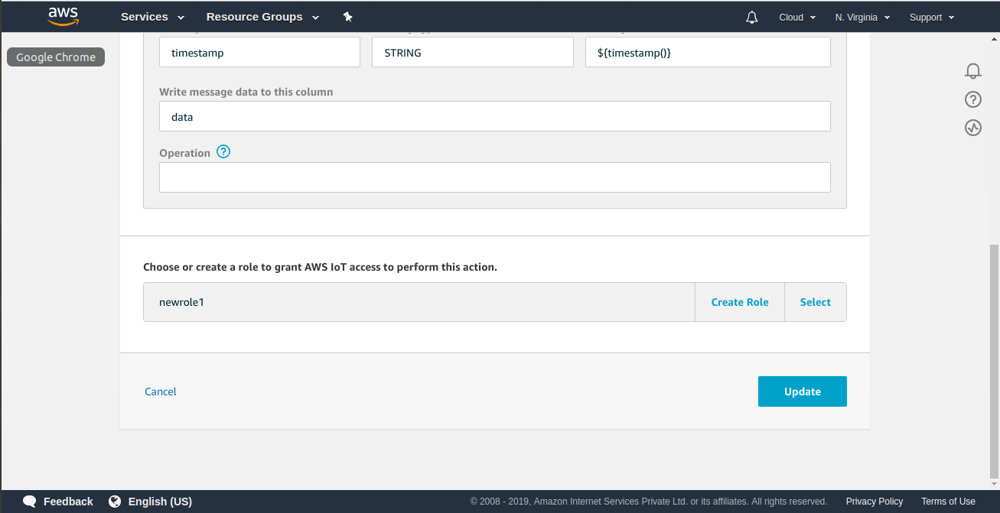 aws Services Resource Groups Cloud N. Virginia Support
Google Chrome
timestamp STRING ${timestamp()}
Write message data to this column
data
Operation ?
Choose or create a role to grant AWS IoT access to perform this action.
newrole1 Create Role Select
Cancel Update
Feedback English (US) © 2008 - 2019, Amazon Internet Services Private Ltd. or its affiliates. All rights reserved. Privacy Policy Terms of Use